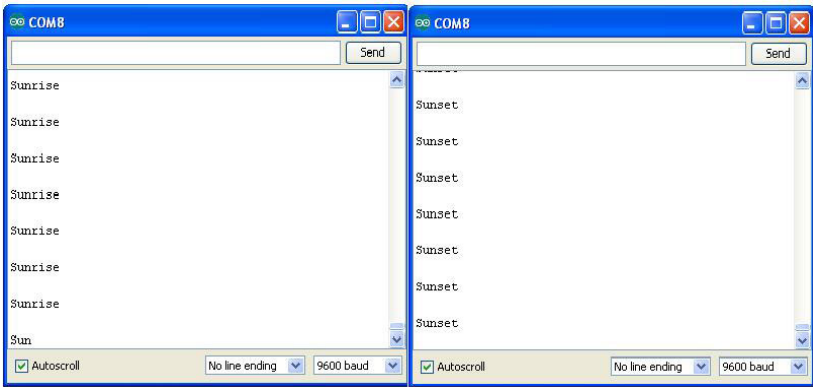 COM8
Send
Sunrise
Sunrise
Sunrise
Sunrise
Sunrise
Sunrise
Sunrise
Sun
Autoscroll
No line ending
9600 baud
COM8
Send
Sunset
Sunset
Sunset
Sunset
Sunset
Sunset
Sunset
Autoscroll
No line ending
9600 baud